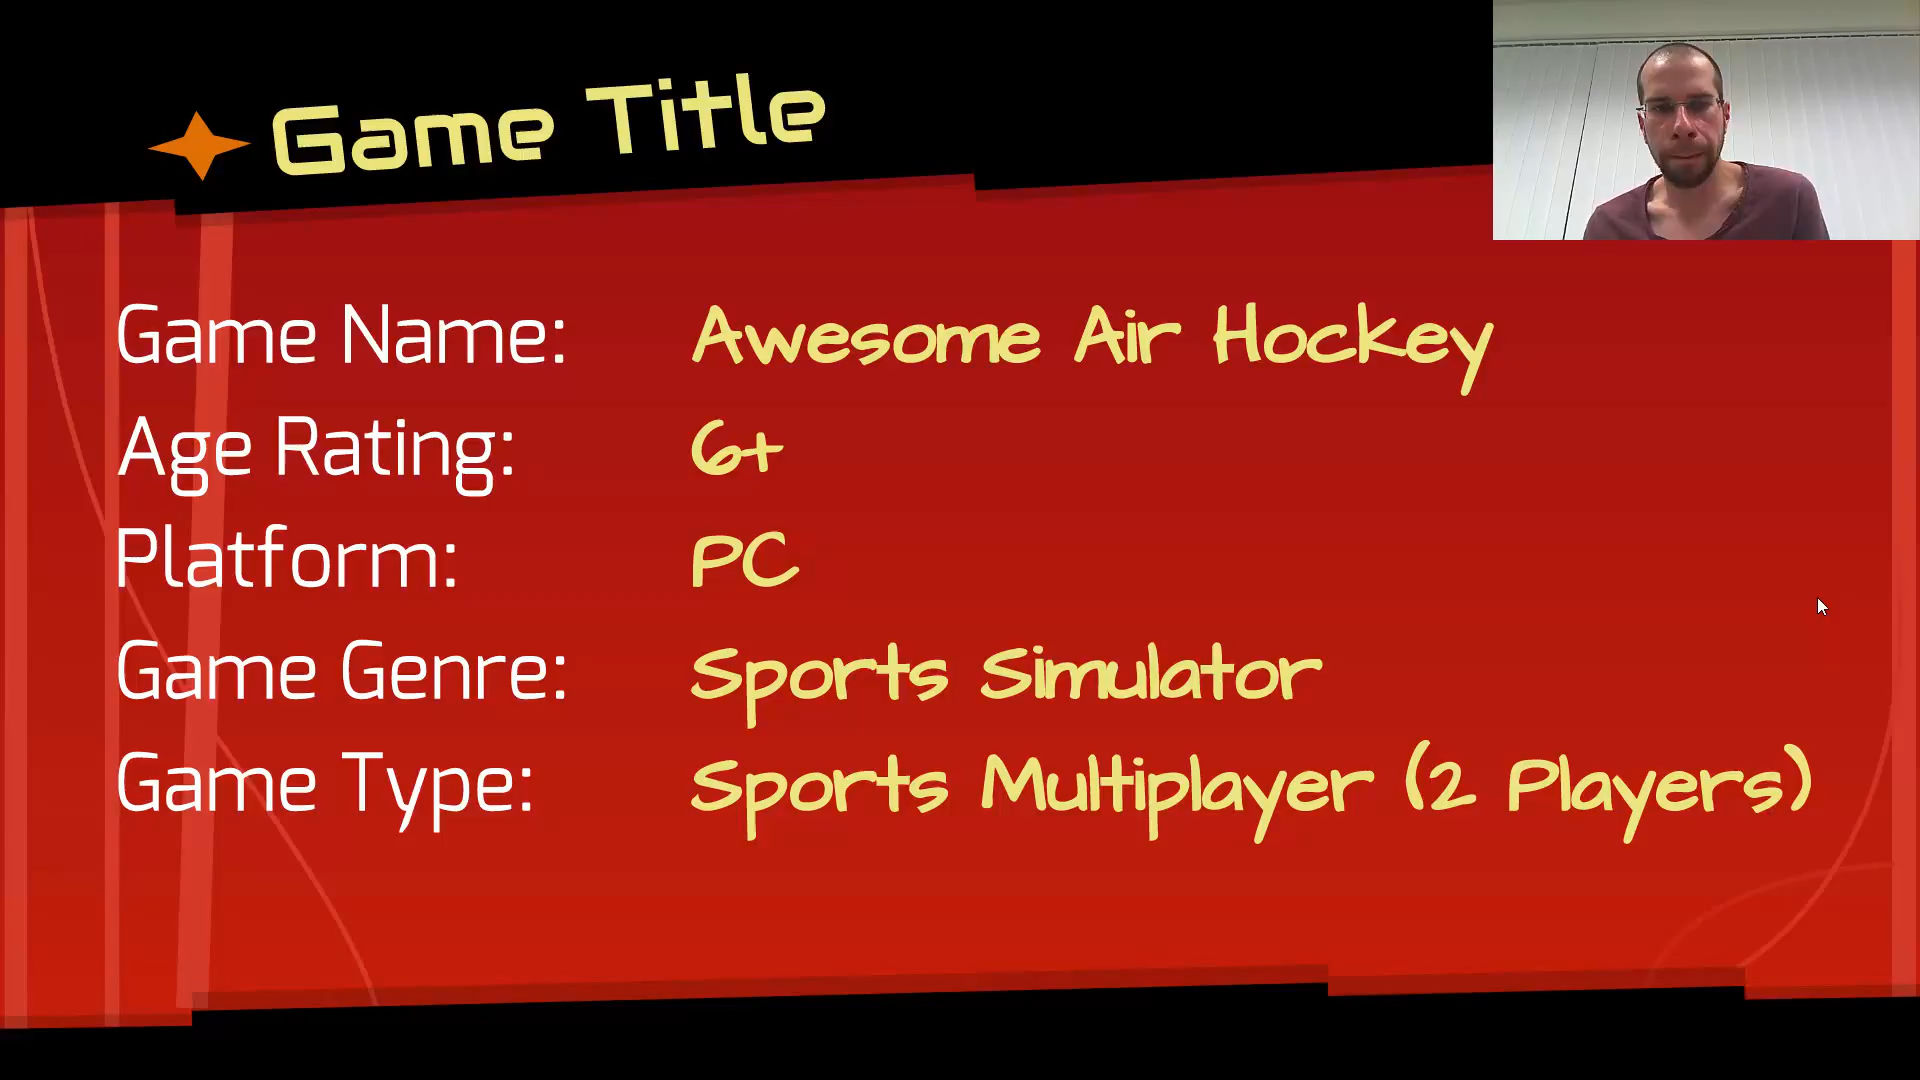 Game Title
Game Name: Awesome Air Hockey
Age Rating: 6+
Platform: PC
Game Genre: Sports Simulator
Game Type: Sports Multiplayer (2 Players)